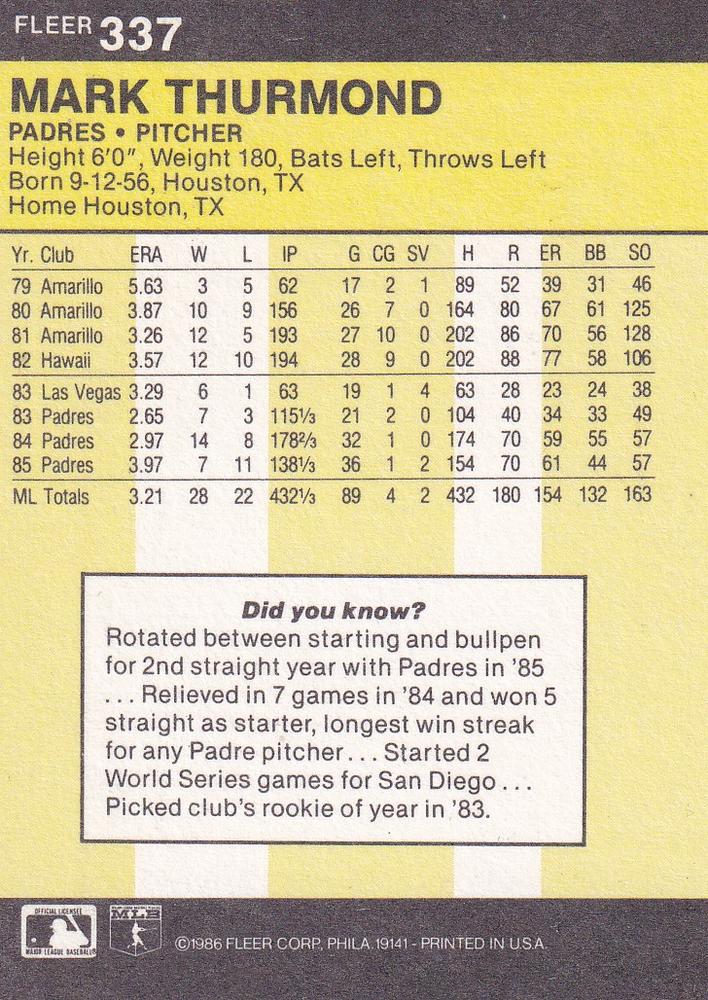 FLEER 337
MARK THURMOND
PADRES • PITCHER
Height 6'0", Weight 180, Bats Left, Throws Left
Born 9-12-56, Houston, TX
Home Houston, TX
Yr. Club ERA W L IP G CG SV H R ER BB SO
79 Amarillo 5.63 3 5 62 17 2 1 89 52 39 31 46
80 Amarillo 3.87 10 9 156 26 7 0 164 80 67 61 125
81 Amarillo 3.26 12 5 193 27 10 0 202 86 70 56 128
82 Hawaii 3.57 12 10 194 28 9 0 202 88 77 58 106
83 Las Vegas 3.29 6 1 63 19 1 4 63 28 23 24 38
83 Padres 2.65 7 3 115⅓ 21 2 0 104 40 34 33 49
84 Padres 2.97 14 8 178⅔ 32 1 0 174 70 59 55 57
85 Padres 3.97 7 11 138⅓ 36 1 2 154 70 61 44 57
ML Totals 3.21 28 22 432⅓ 89 4 2 432 180 154 132 163
Did you know?
Rotated between starting and bullpen
for 2nd straight year with Padres in '85
... Relieved in 7 games in '84 and won 5
straight as starter, longest win streak
for any Padre pitcher... Started 2
World Series games for San Diego...
Picked club's rookie of year in '83.
OFFICIAL LICENSEE
MAJOR LEAGUE BASEBALL
MLB
©1986 FLEER CORP., PHILA. 19141 - PRINTED IN U.S.A.